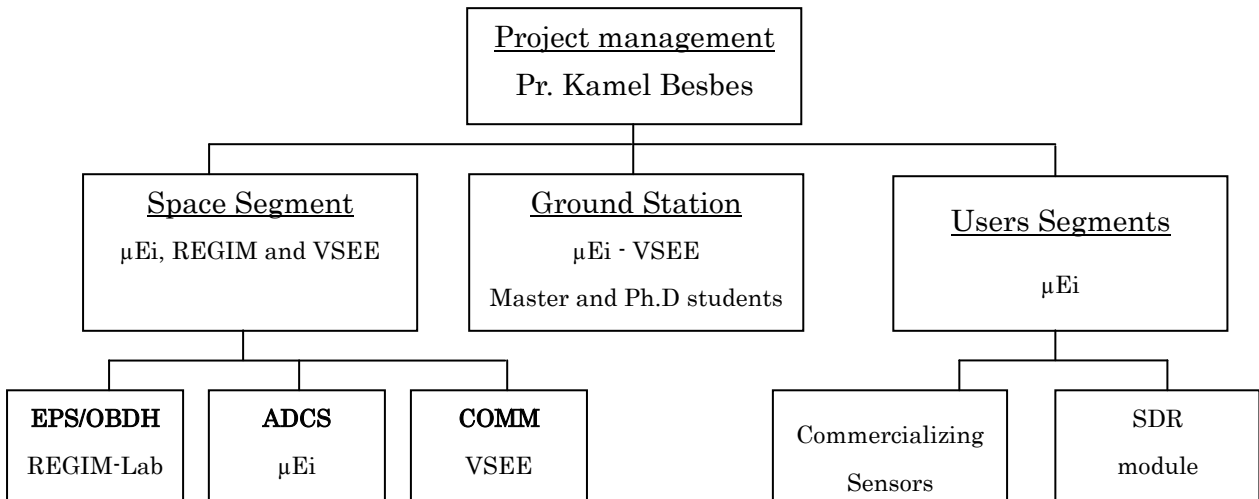 Project management
Pr. Kamel Besbes
Space Segment
µEi, REGIM and VSEE
Ground Station
µEi - VSEE
Master and Ph.D students
Users Segments
µEi
EPS/OBDH
REGIM-Lab
ADCS
µEi
COMM
VSEE
Commercializing
Sensors
SDR
module